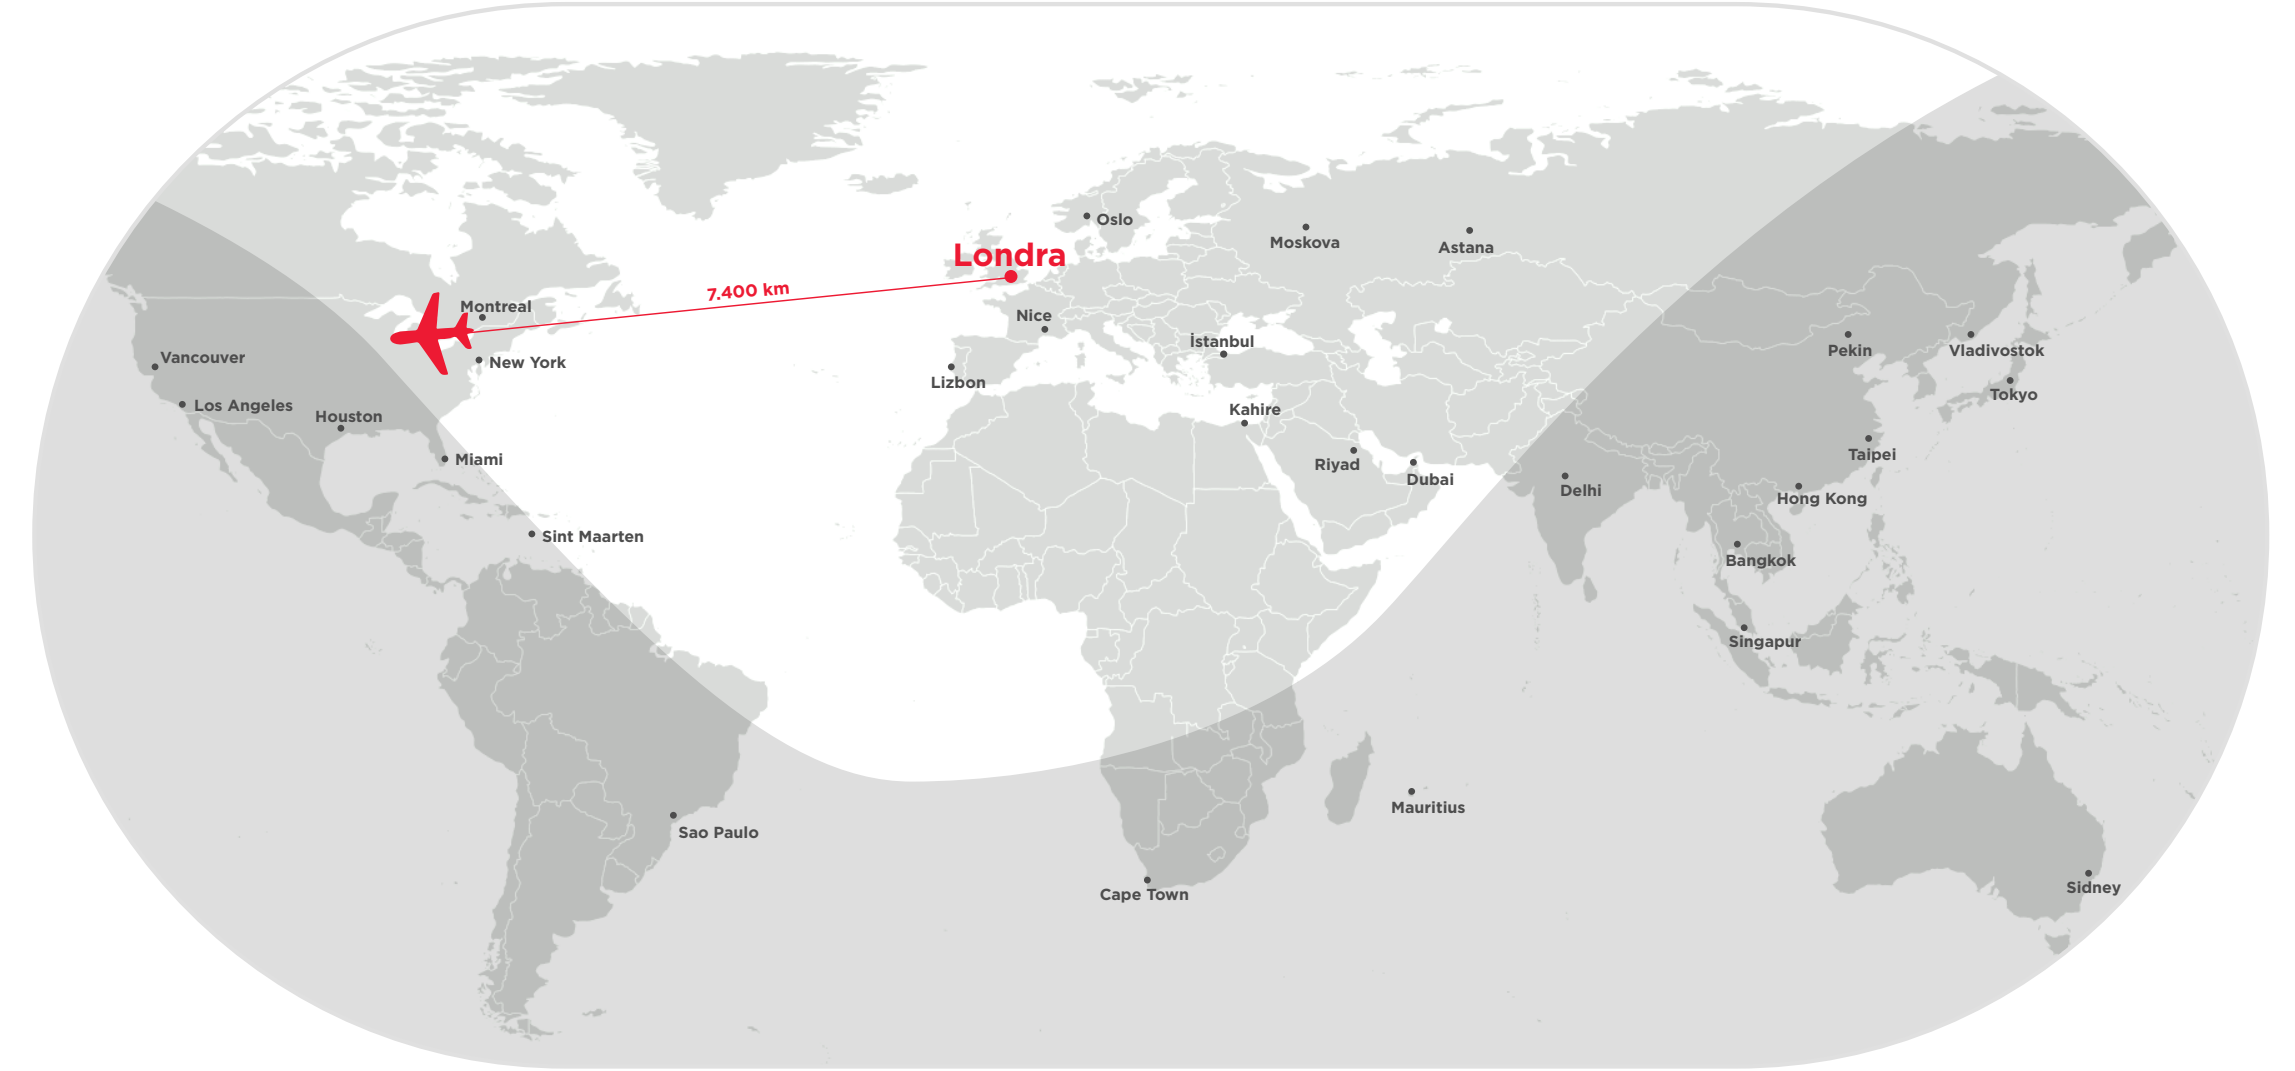 Oslo
Moskova
Astana
Londra
7.400 km
Montreal
Nice
İstanbul
Pekin
Vladivostok
Vancouver
New York
Lizbon
Tokyo
Los Angeles
Houston
Kahire
Miami
Riyad
Dubai
Taipei
Delhi
Hong Kong
Sint Maarten
Bangkok
Singapur
Mauritius
Sao Paulo
Cape Town
Sidney